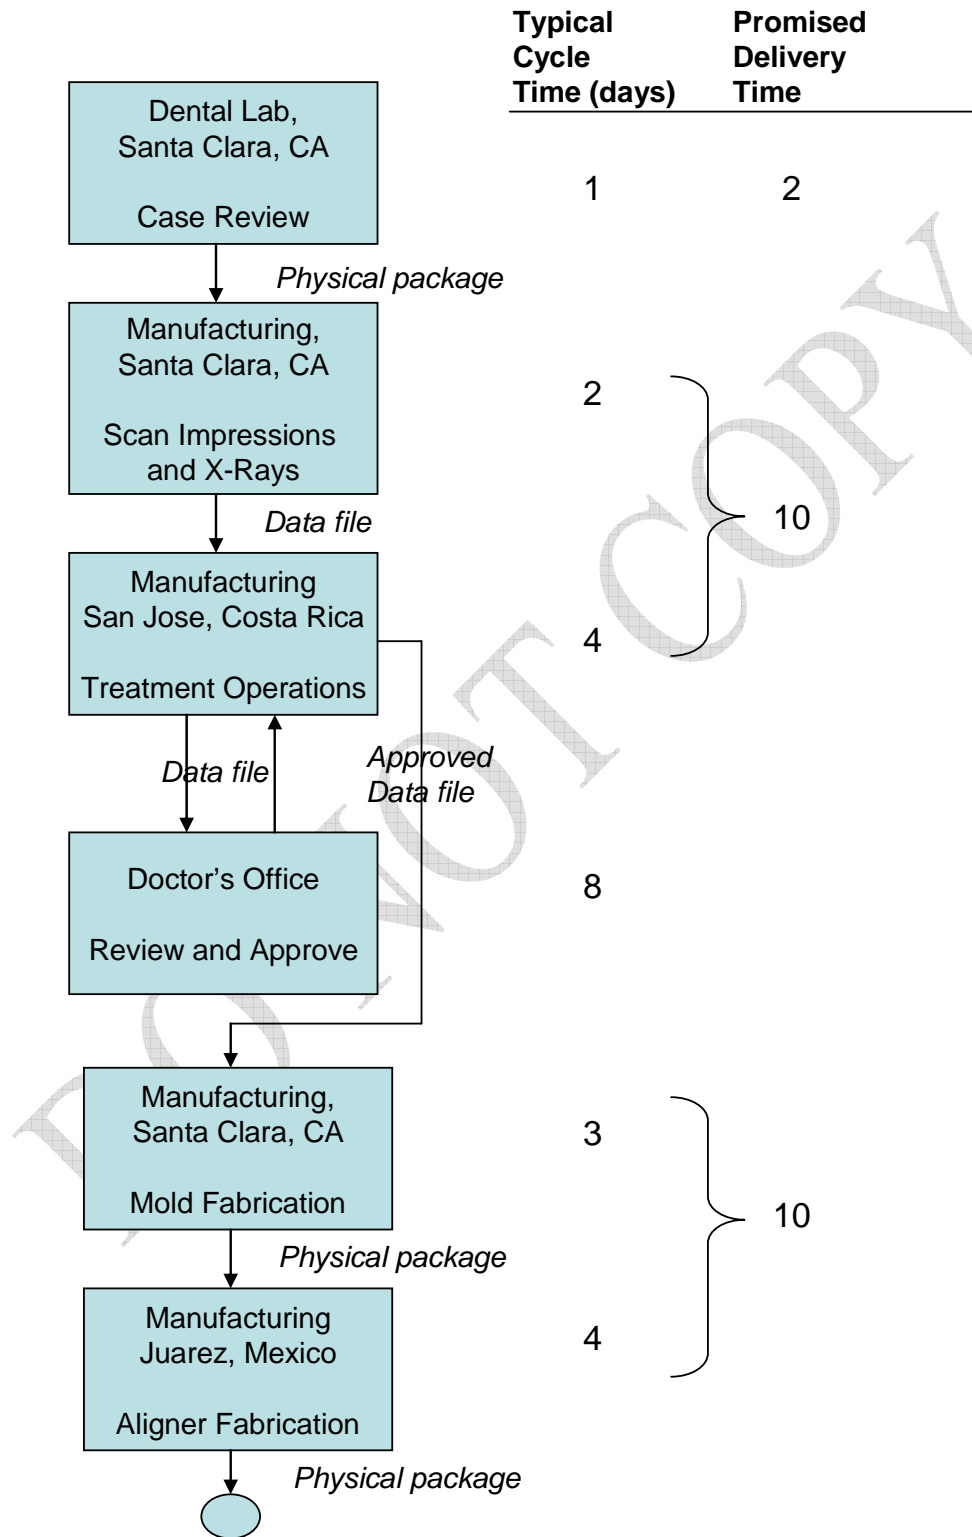 Typical
Cycle
Time (days)
Promised
Delivery
Time
Dental Lab,
Santa Clara, CA
Case Review
1
2
Physical package
Manufacturing,
Santa Clara, CA
Scan Impressions
and X-Rays
2
10
Data file
Manufacturing
San Jose, Costa Rica
Treatment Operations
4
Data file
Approved
Data file
Doctor's Office
Review and Approve
8
Manufacturing,
Santa Clara, CA
Mold Fabrication
3
10
Physical package
Manufacturing
Juarez, Mexico
Aligner Fabrication
4
Physical package
DO NOT COPY